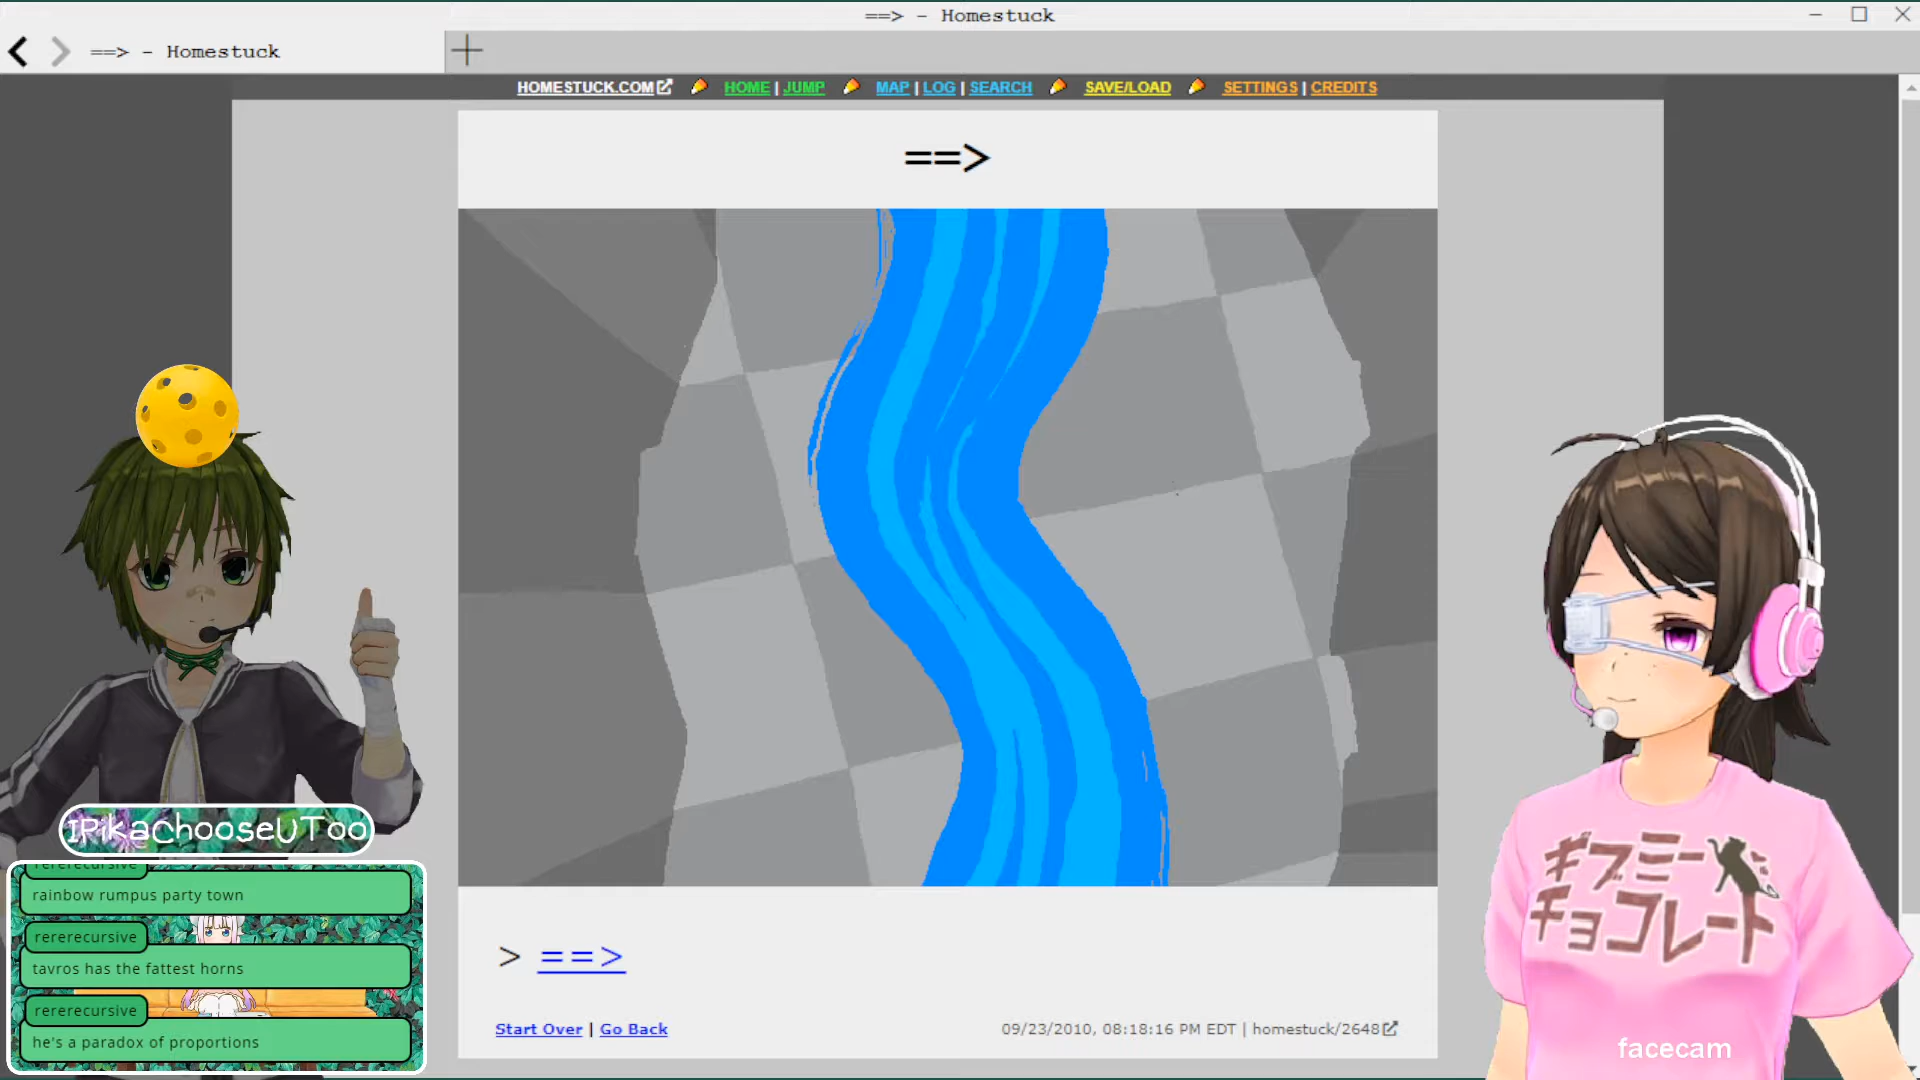 ==> - Homestuck
==> - Homestuck
HOMESTUCK.COM HOME | JUMP MAP | LOG | SEARCH SAVE/LOAD SETTINGS | CREDITS
==>
> ==>
Start Over | Go Back
09/23/2010, 08:18:16 PM EDT | homestuck/2648
IPikachooseUToo
rererecursive
rainbow rumpus party town
rererecursive
tavros has the fattest horns
rererecursive
he's a paradox of proportions
ギブミー
チョコレート
facecam